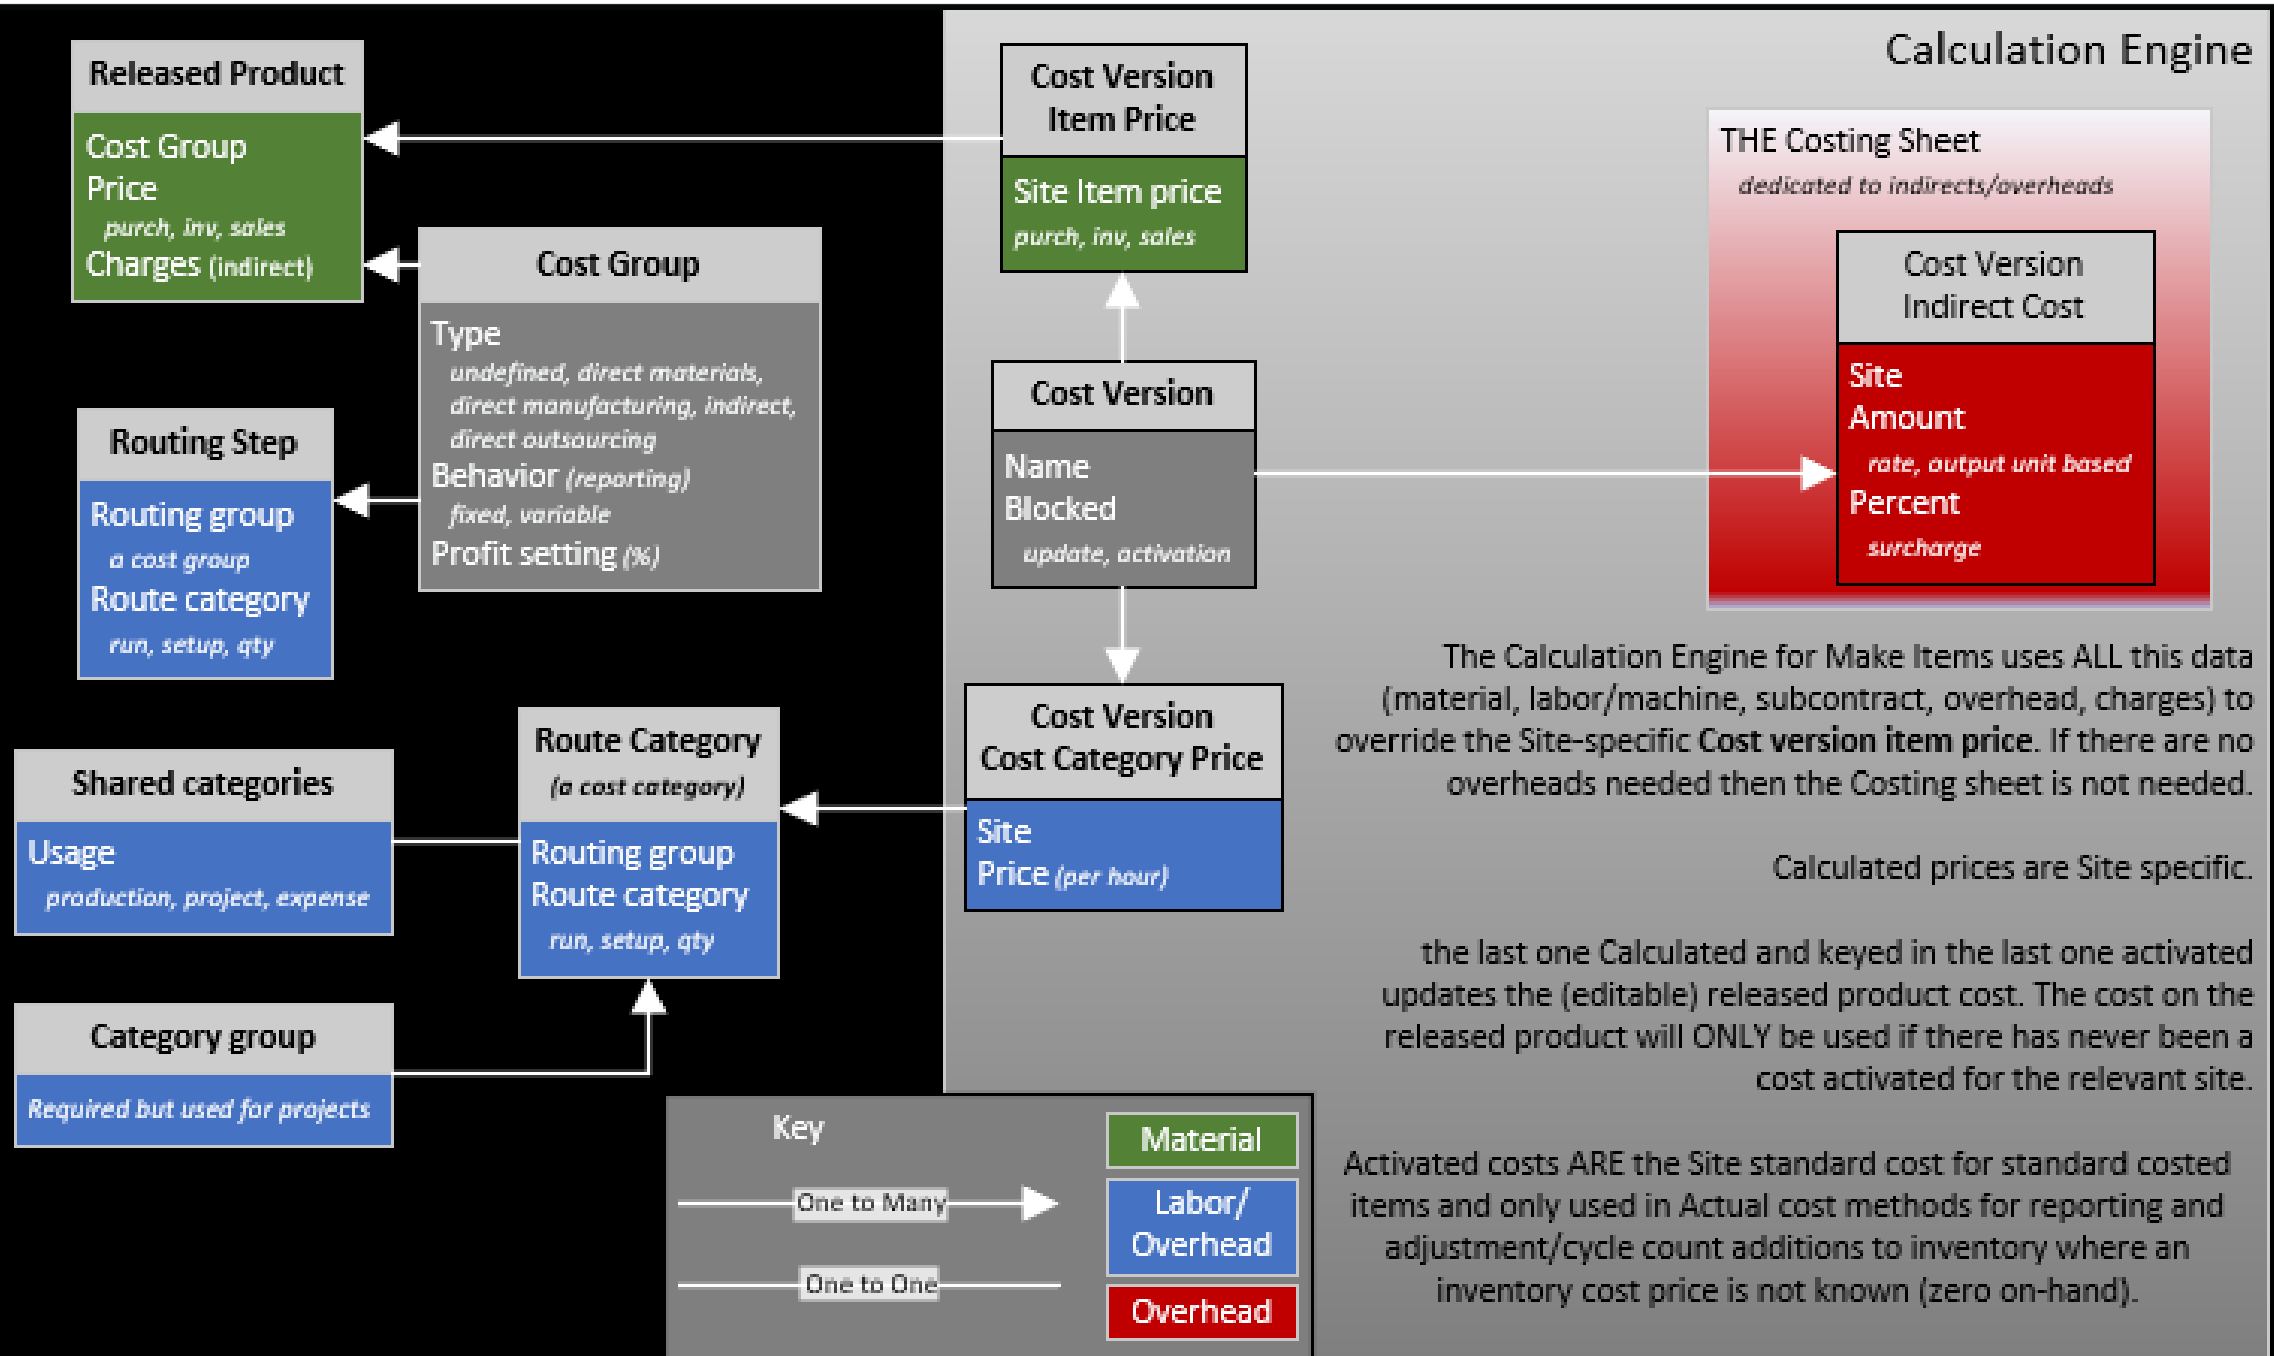 Calculation Engine
Released Product
Cost Group
Price
purch, inv, sales
Charges (indirect)
Cost Group
Type
undefined, direct materials,
direct manufacturing, indirect,
direct outsourcing
Behavior (reporting)
fixed, variable
Profit setting (%)
Routing Step
Routing group
a cost group
Route category
run, setup, qty
Shared categories
Usage
production, project, expense
Category group
Required but used for projects
Route Category
(a cost category)
Routing group
Route category
run, setup, qty
Cost Version
Item Price
Site Item price
purch, inv, sales
Cost Version
Name
Blocked
update, activation
Cost Version
Cost Category Price
Site
Price (per hour)
THE Costing Sheet
dedicated to indirects/overheads
Cost Version
Indirect Cost
Site
Amount
rate, output unit based
Percent
surcharge
The Calculation Engine for Make Items uses ALL this data
(material, labor/machine, subcontract, overhead, charges) to
override the Site-specific Cost version item price. If there are no
overheads needed then the Costing sheet is not needed.
Calculated prices are Site specific.
the last one Calculated and keyed in the last one activated
updates the (editable) released product cost. The cost on the
released product will ONLY be used if there has never been a
cost activated for the relevant site.
Activated costs ARE the Site standard cost for standard costed
items and only used in Actual cost methods for reporting and
adjustment/cycle count additions to inventory where an
inventory cost price is not known (zero on-hand).
Key
One to Many
One to One
Material
Labor/
Overhead
Overhead